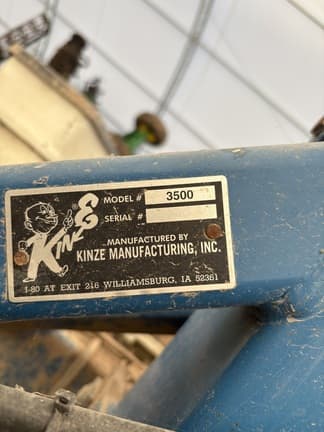 KINZE
MODEL # 3500
SERIAL #
MANUFACTURED BY
KINZE MANUFACTURING, INC.
I-80 AT EXIT 216 WILLIAMSBURG, IA 52361